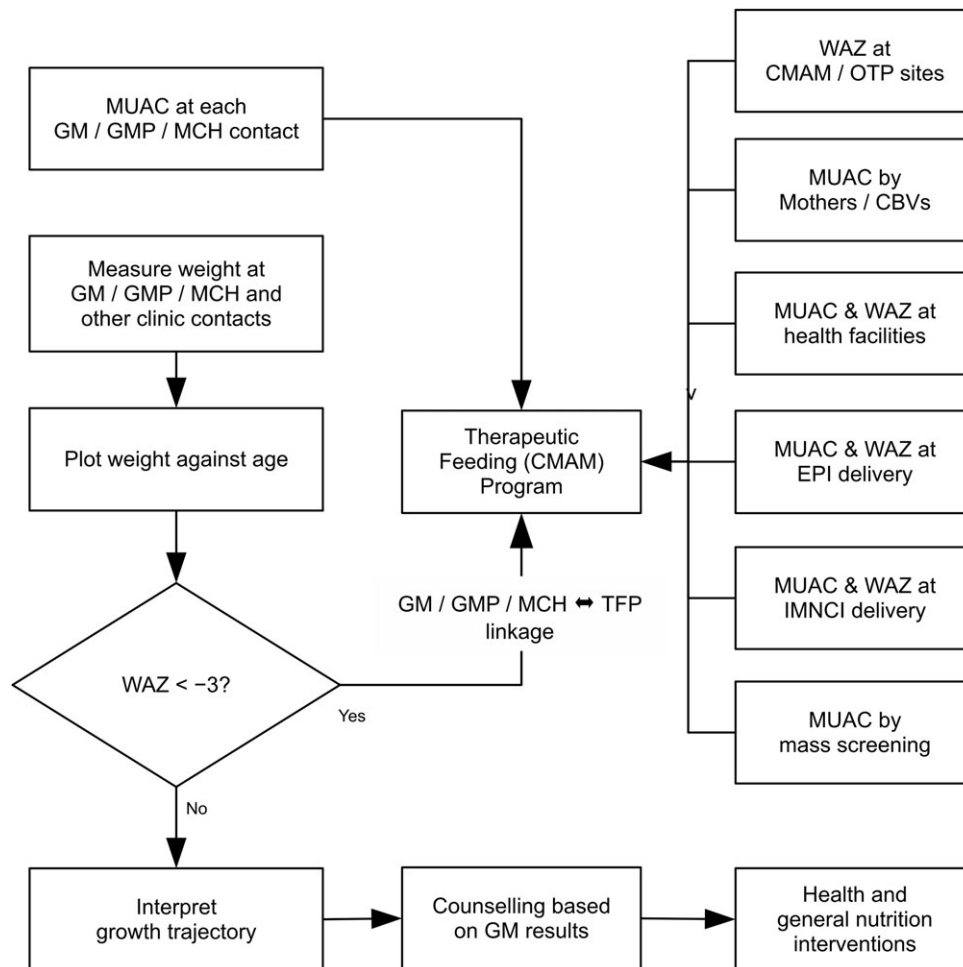 MUAC at each
GM / GMP / MCH contact
Measure weight at
GM / GMP / MCH and
other clinic contacts
Plot weight against age
WAZ < −3?
Yes
No
Interpret
growth trajectory
Counselling based
on GM results
Health and
general nutrition
interventions
Therapeutic
Feeding (CMAM)
Program
GM / GMP / MCH ⬌ TFP
linkage
WAZ at
CMAM / OTP sites
MUAC by
Mothers / CBVs
MUAC & WAZ at
health facilities
v
MUAC & WAZ at
EPI delivery
MUAC & WAZ at
IMNCI delivery
MUAC by
mass screening